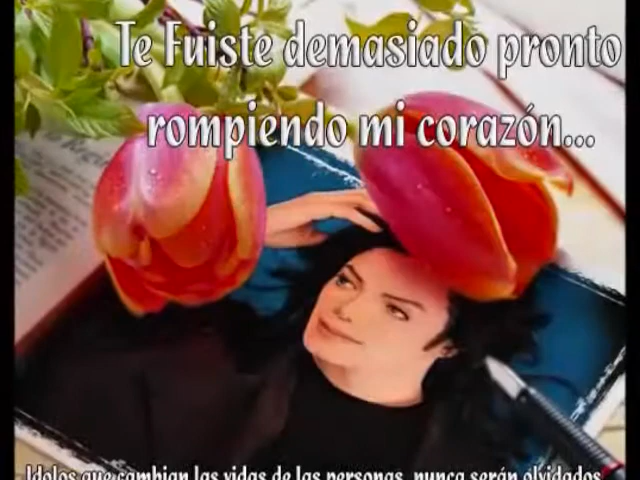 Te Fuiste demasiado pronto
rompiendo mi corazón...
Idolos que cambian las vidas de las personas, nunca serán olvidados